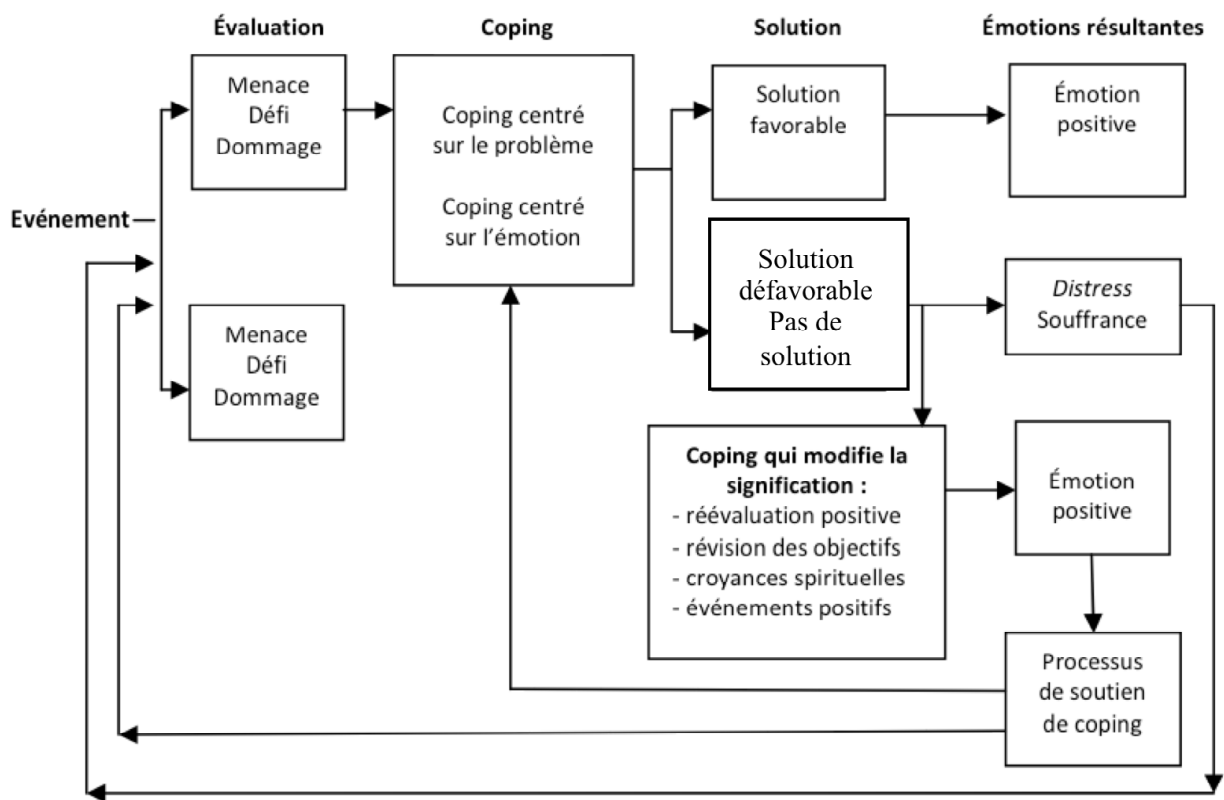 Évaluation
Coping
Solution
Émotions résultantes
Evénement
Menace
Défi
Dommage
Menace
Défi
Dommage
Coping centré
sur le problème
Coping centré
sur l'émotion
Solution
favorable
Solution
défavorable
Pas de
solution
Émotion
positive
Distress
Souffrance
Coping qui modifie la
signification :
- réévaluation positive
- révision des objectifs
- croyances spirituelles
- événements positifs
Émotion
positive
Processus
de soutien
de coping